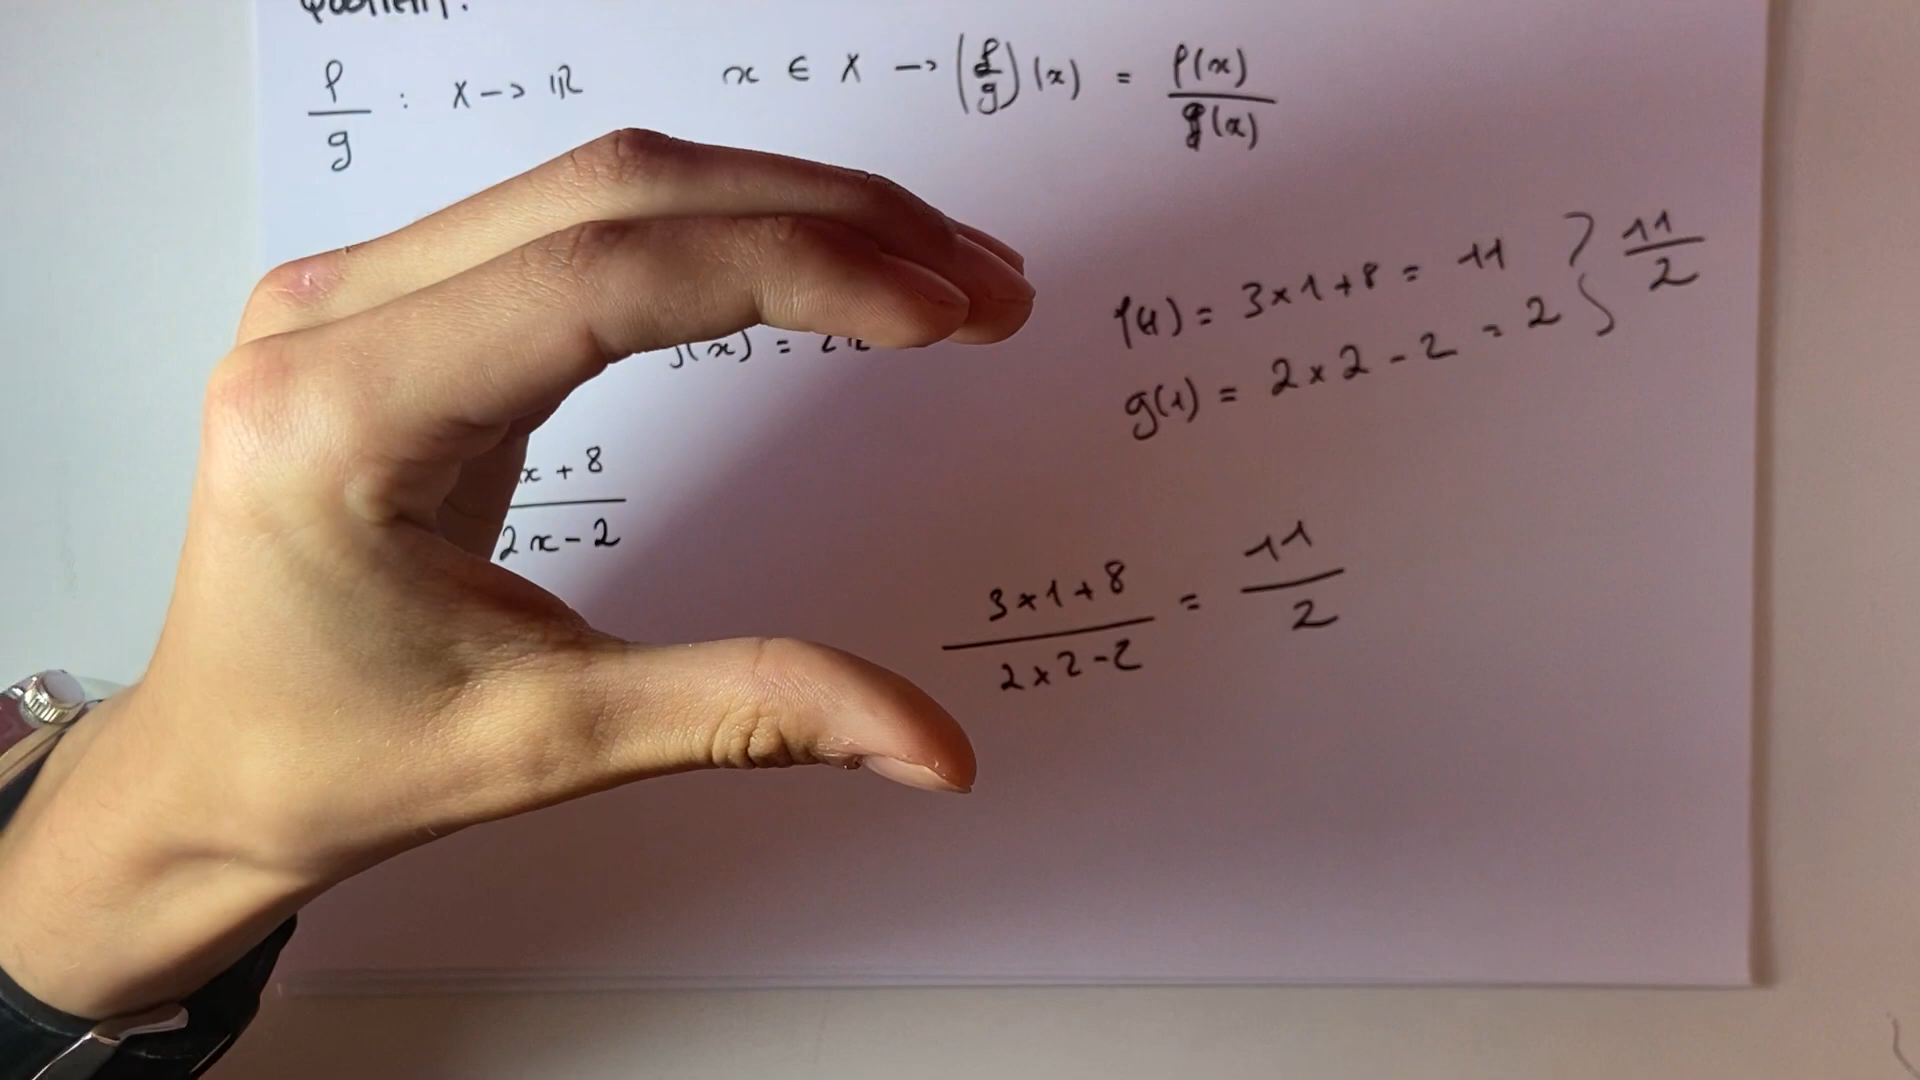 f/g : X → ℝ   x ∈ X → (f/g)(x) = f(x)/g(x)
f(1) = 3×1+8 = 11 } 11/2
g(x) =
g(1) = 2×2-2 = 2
x + 8 / 2x - 2
3×1+8 / 2×2-2 = 11/2